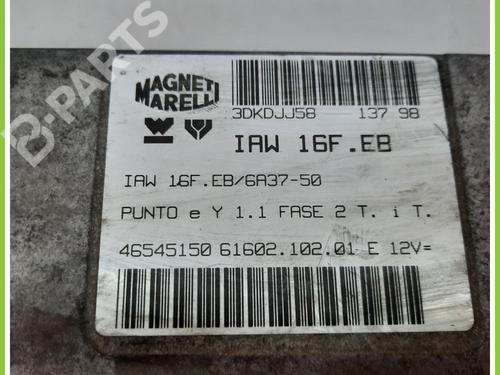 MAGNETI
MARELLI
3DKDJJ58 137 98
IAW 16F.EB
IAW 16F.EB/6A37-50
PUNTO e Y 1.1 FASE 2 T. i T.
46545150 61602.102.01 E 12V=
B-PARTS
B-PARTS